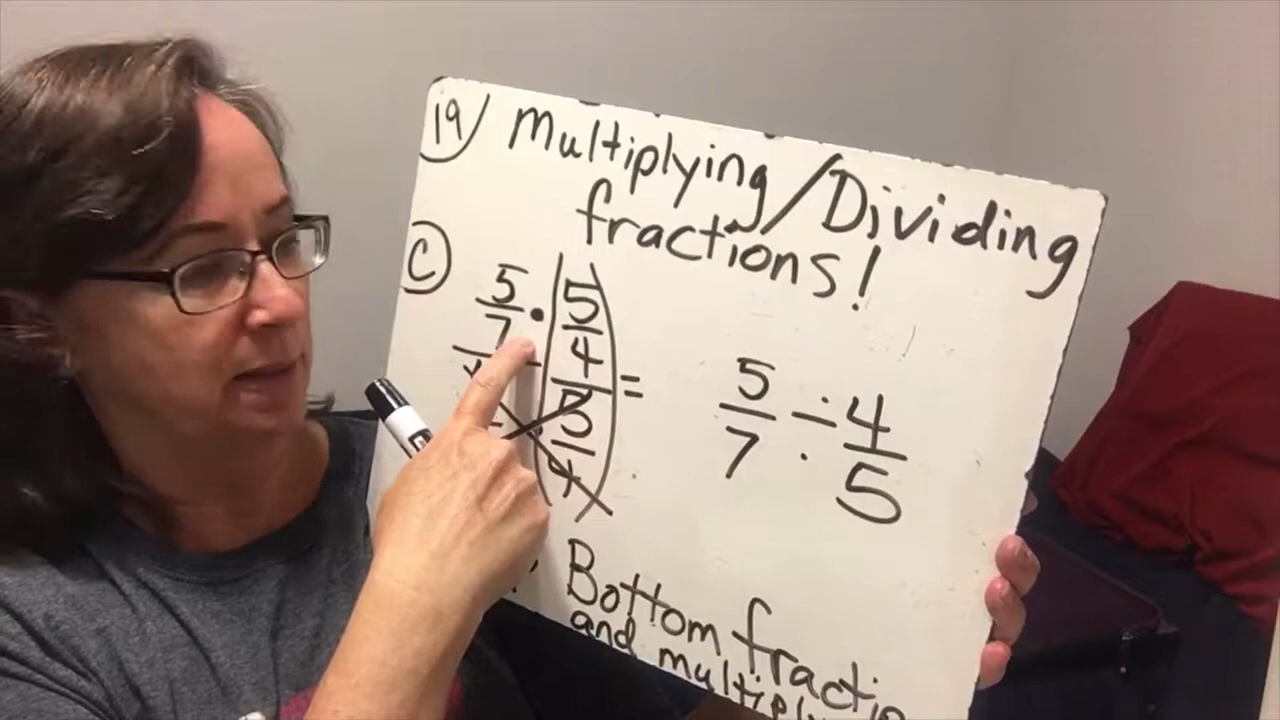 19 Multiplying/Dividing
fractions!
C
5/7 · 5/4 = 5/7 ÷ 4/5
5/4
Bottom fractio
and multiply